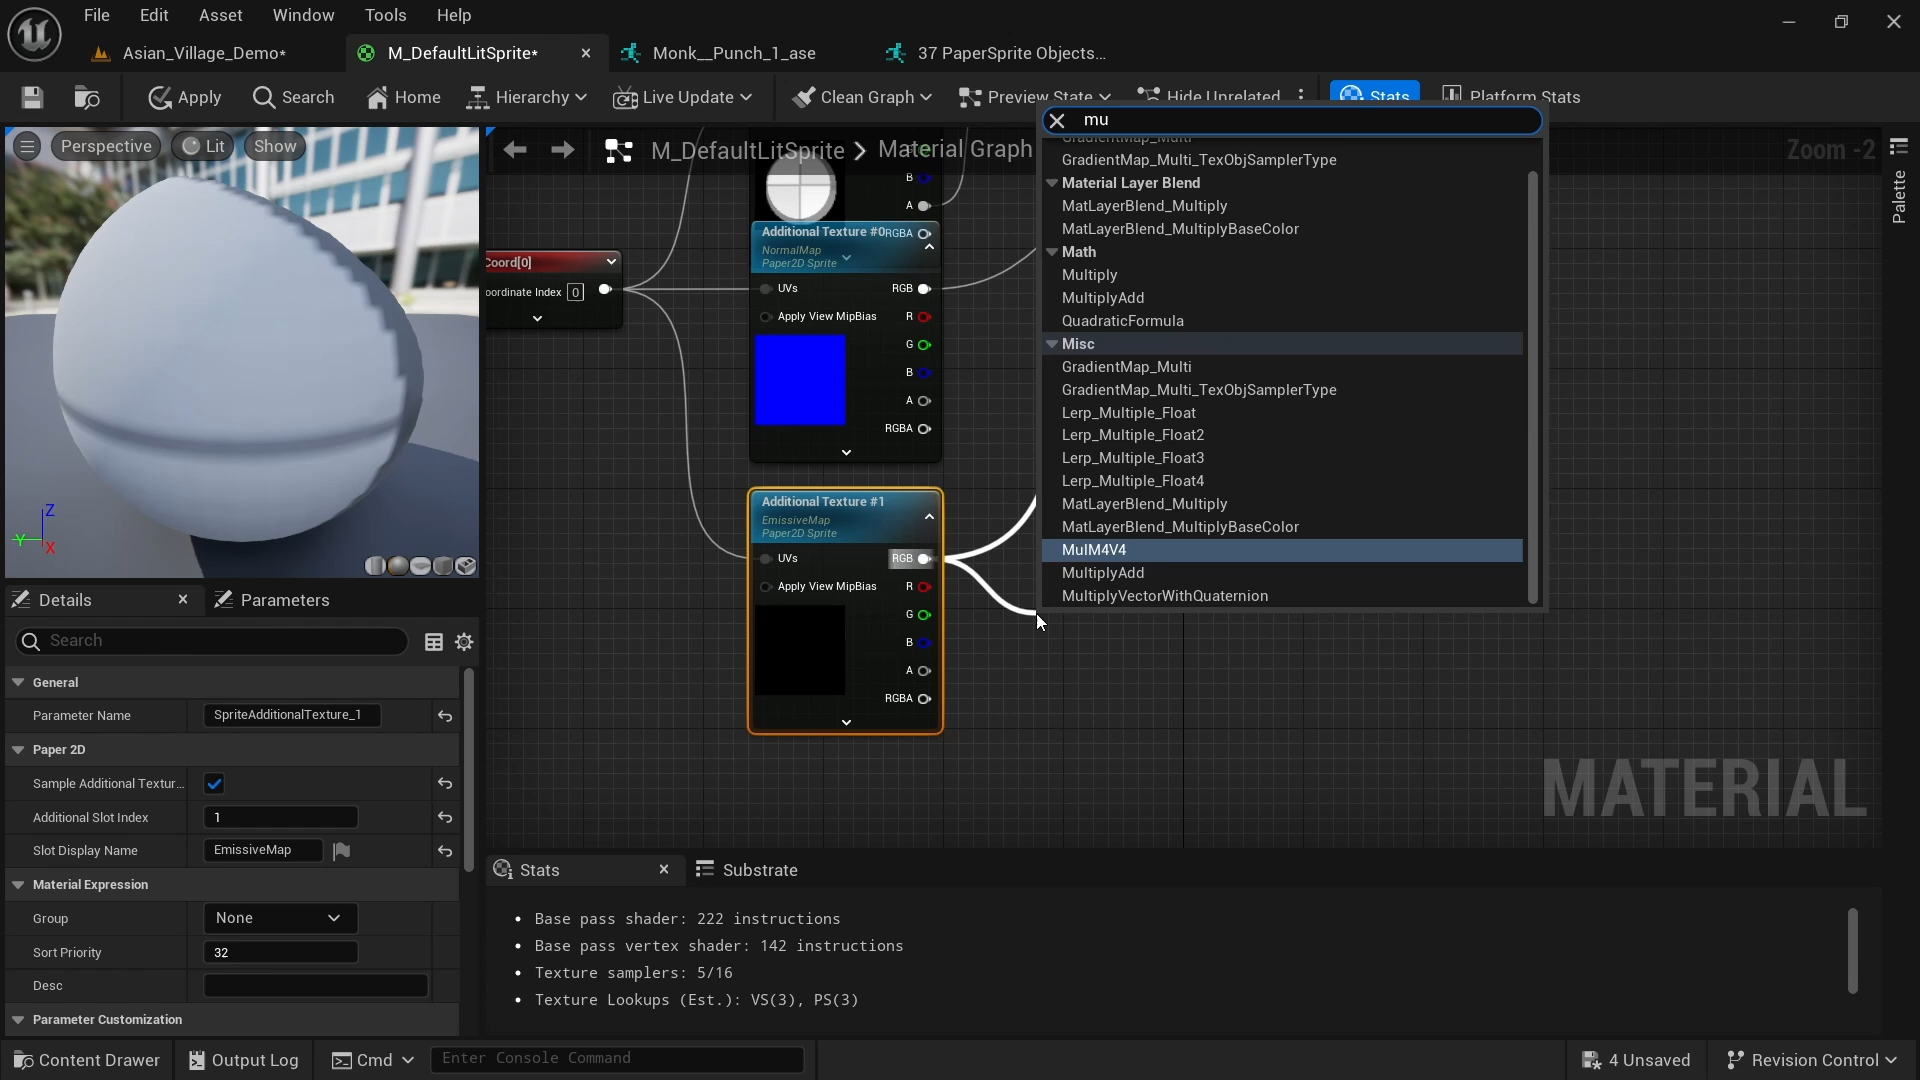 File Edit Asset Window Tools Help
Asian_Village_Demo* M_DefaultLitSprite* Monk__Punch_1_ase 37 PaperSprite Objects...
Apply Search Home Hierarchy Live Update Clean Graph Preview State Hide Unrelated Stats Platform Stats
mu
Perspective Lit Show
M_DefaultLitSprite > Material Graph
Zoom -2
Palette
GradientMap_Multi
GradientMap_Multi_TexObjSamplerType
Material Layer Blend
MatLayerBlend_Multiply
MatLayerBlend_MultiplyBaseColor
Math
Multiply
MultiplyAdd
QuadraticFormula
Misc
GradientMap_Multi
GradientMap_Multi_TexObjSamplerType
Lerp_Multiple_Float
Lerp_Multiple_Float2
Lerp_Multiple_Float3
Lerp_Multiple_Float4
MatLayerBlend_Multiply
MatLayerBlend_MultiplyBaseColor
MulM4V4
MultiplyAdd
MultiplyVectorWithQuaternion
B
A
RGBA
Coord[0]
oordinate Index 0
Additional Texture #0
NormalMap
Paper2D Sprite
UVs RGB
Apply View MipBias R
G
B
A
RGBA
Additional Texture #1
EmissiveMap
Paper2D Sprite
UVs RGB
Apply View MipBias R
G
B
A
RGBA
Z
Y
X
MATERIAL
Details Parameters
Search
General
Parameter Name SpriteAdditionalTexture_1
Paper 2D
Sample Additional Textur...
Additional Slot Index 1
Slot Display Name EmissiveMap
Material Expression
Group None
Sort Priority 32
Desc
Parameter Customization
Stats Substrate
• Base pass shader: 222 instructions
• Base pass vertex shader: 142 instructions
• Texture samplers: 5/16
• Texture Lookups (Est.): VS(3), PS(3)
Content Drawer Output Log Cmd Enter Console Command 4 Unsaved Revision Control